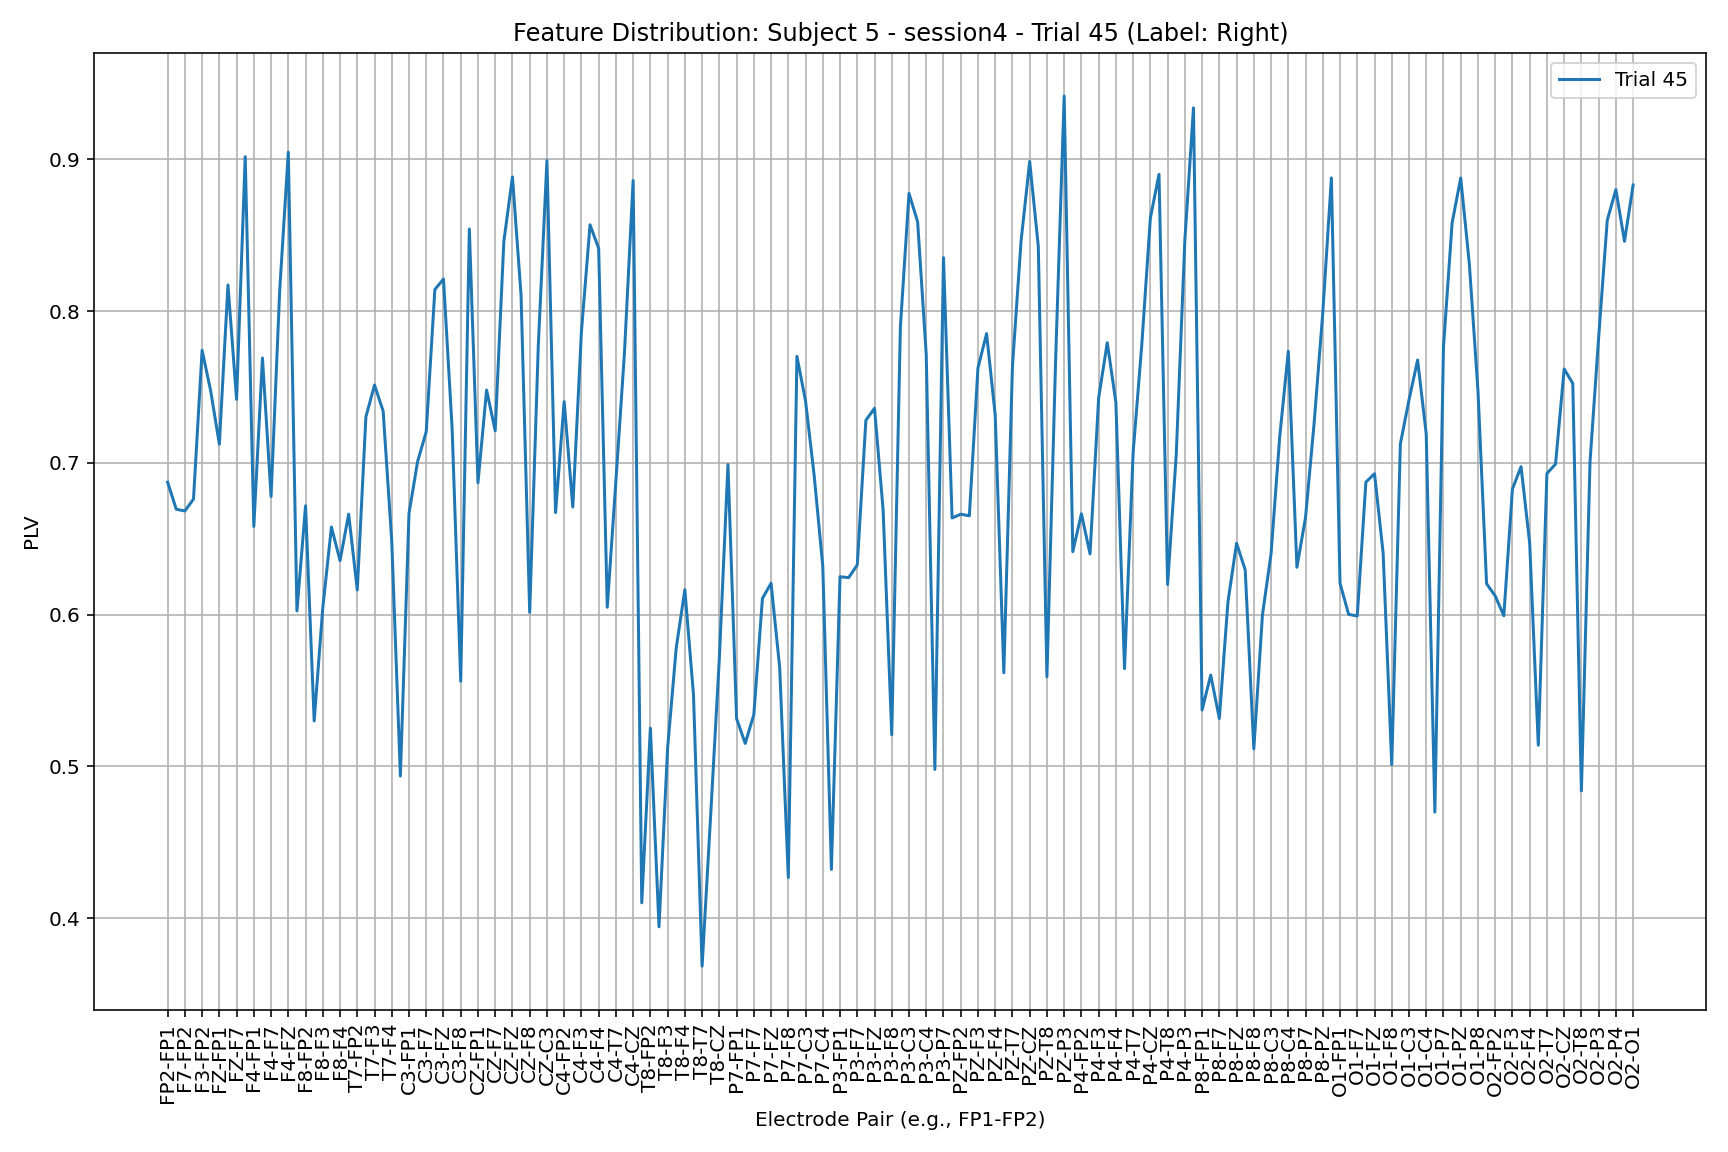 Feature Distribution: Subject 5 - session4 - Trial 45 (Label: Right)
Trial 45
PLV
0.9
0.8
0.7
0.6
0.5
0.4
FP2-FP1
F7-FP2
F3-FP2
FZ-FP1
FZ-F7
F4-FP1
F4-F7
F4-FZ
F8-FP2
F8-F3
F8-F4
T7-FP2
T7-F3
T7-F4
C3-FP1
C3-F7
C3-FZ
C3-F8
CZ-FP1
CZ-F7
CZ-FZ
CZ-F8
CZ-C3
C4-FP2
C4-F3
C4-F4
C4-T7
C4-CZ
T8-FP2
T8-F3
T8-F4
T8-T7
T8-CZ
P7-FP1
P7-F7
P7-FZ
P7-F8
P7-C3
P7-C4
P3-FP1
P3-F7
P3-FZ
P3-F8
P3-C3
P3-C4
P3-P7
PZ-FP2
PZ-F3
PZ-F4
PZ-T7
PZ-CZ
PZ-T8
PZ-P3
P4-FP2
P4-F3
P4-F4
P4-T7
P4-CZ
P4-T8
P4-P3
P8-FP1
P8-F7
P8-FZ
P8-F8
P8-C3
P8-C4
P8-P7
P8-PZ
O1-FP1
O1-F7
O1-FZ
O1-F8
O1-C3
O1-C4
O1-P7
O1-PZ
O1-P8
O2-FP2
O2-F3
O2-F4
O2-T7
O2-CZ
O2-T8
O2-P3
O2-P4
O2-O1
Electrode Pair (e.g., FP1-FP2)